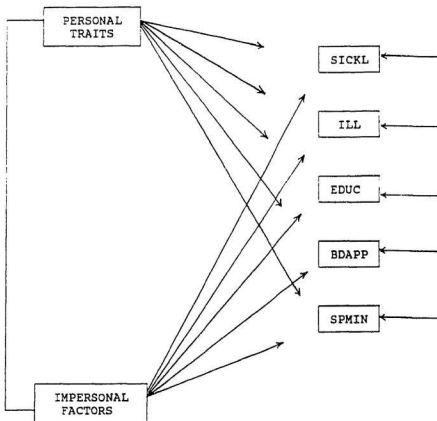 PERSONAL
TRAITS
SICKL
ILL
EDUC
BDAPP
SPMIN
IMPERSONAL
FACTORS